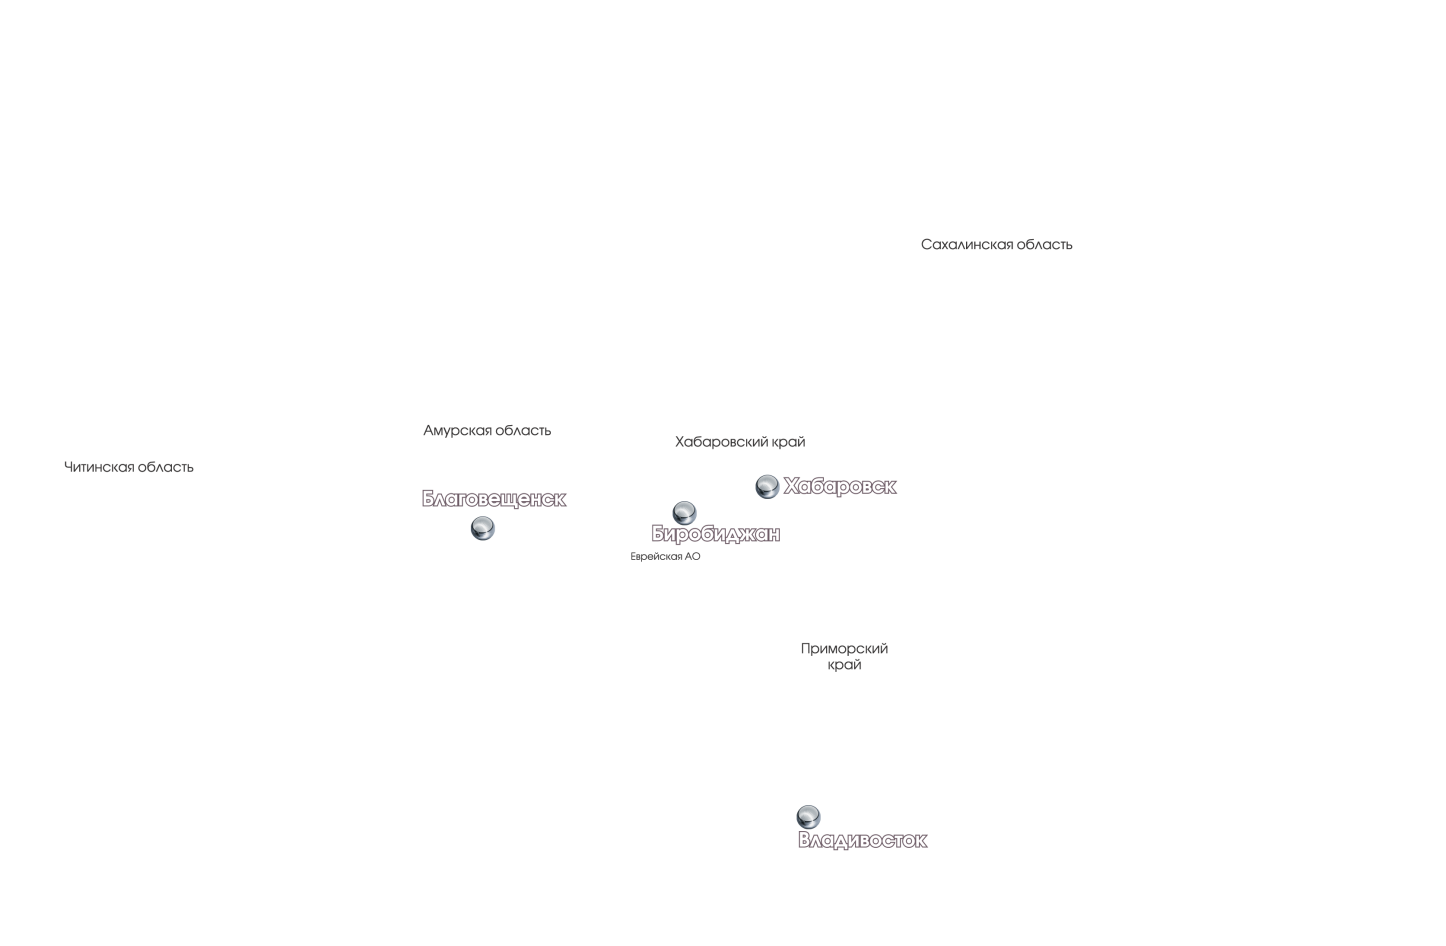 Сахалинская область
Амурская область
Хабаровский край
Читинская область
Хабаровск
Благовещенск
Биробиджан
Еврейская АО
Приморский
край
Владивосток